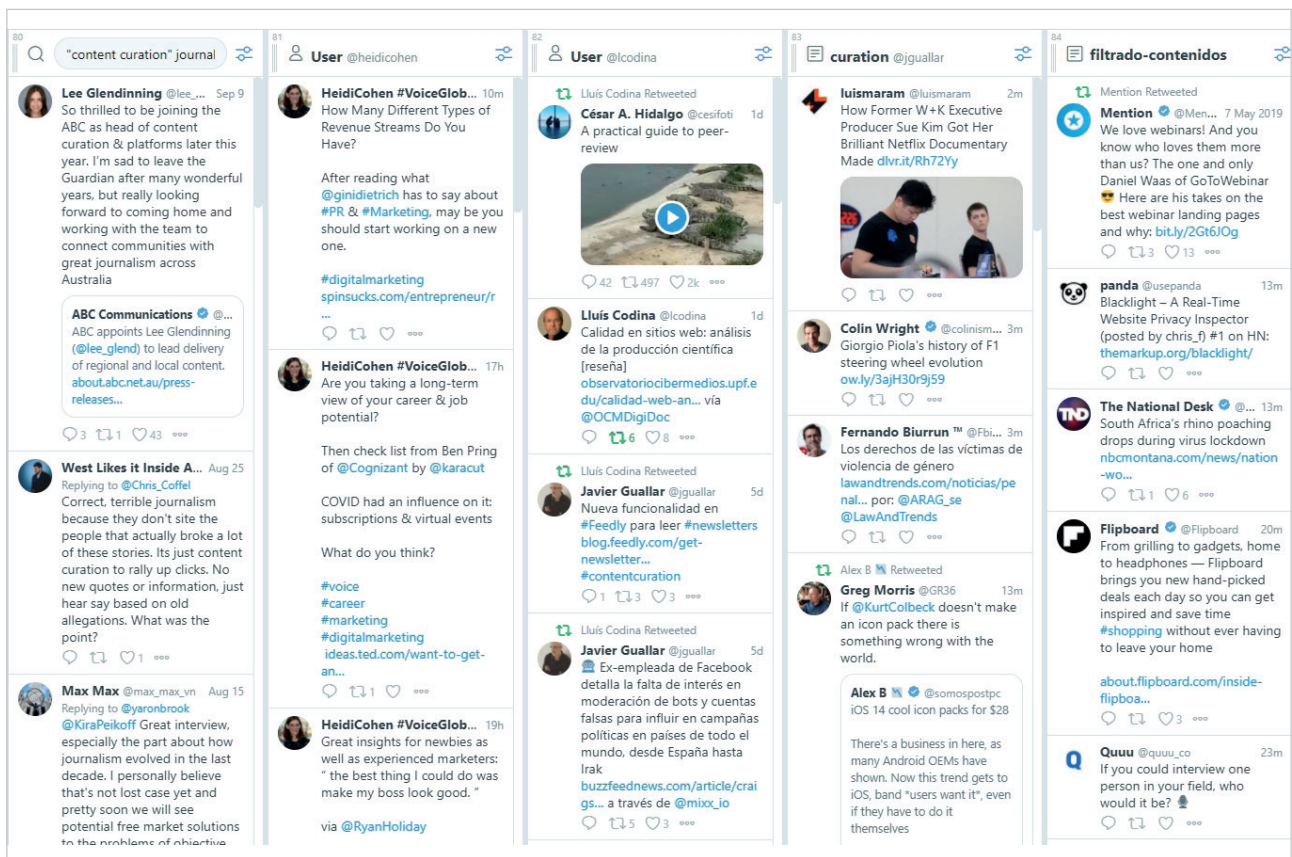 80
"content curation" journal
Lee Glendinning @lee_... Sep 9
So thrilled to be joining the
ABC as head of content
curation & platforms later this
year. I'm sad to leave the
Guardian after many wonderful
years, but really looking
forward to coming home and
working with the team to
connect communities with
great journalism across
Australia
ABC Communications @...
ABC appoints Lee Glendinning
(@lee_glend) to lead delivery
of regional and local content.
about.abc.net.au/press-
releases...
3 1 43
West Likes it Inside A... Aug 25
Replying to @Chris_Coffel
Correct, terrible journalism
because they don't site the
people that actually broke a lot
of these stories. Its just content
curation to rally up clicks. No
new quotes or information, just
hear say based on old
allegations. What was the
point?
1
Max Max @max_max_vn Aug 15
Replying to @yaronbrook
@KiraPeikoff Great interview,
especially the part about how
journalism evolved in the last
decade. I personally believe
that's not lost case yet and
pretty soon we will see
potential free market solutions
to the problems of objective
81
User @heidicohen
HeidiCohen #VoiceGlob... 10m
How Many Different Types of
Revenue Streams Do You
Have?
After reading what
@ginidietrich has to say about
#PR & #Marketing, may be you
should start working on a new
one.
#digitalmarketing
spinsucks.com/entrepreneur/r
...
HeidiCohen #VoiceGlob... 17h
Are you taking a long-term
view of your career & job
potential?
Then check list from Ben Pring
of @Cognizant by @karacut
COVID had an influence on it:
subscriptions & virtual events
What do you think?
#voice
#career
#marketing
#digitalmarketing
ideas.ted.com/want-to-get-
an...
1
HeidiCohen #VoiceGlob... 19h
Great insights for newbies as
well as experienced marketers:
" the best thing I could do was
make my boss look good. "
via @RyanHoliday
82
User @lcodina
Lluís Codina Retweeted
César A. Hidalgo @cesifoti 1d
A practical guide to peer-
review
42 497 2k
Lluís Codina @lcodina 1d
Calidad en sitios web: análisis
de la producción científica
[reseña]
observatoriocibermedios.upf.e
du/calidad-web-an... vía
@OCMDigiDoc
6 8
Lluís Codina Retweeted
Javier Guallar @jguallar 5d
Nueva funcionalidad en
#Feedly para leer #newsletters
blog.feedly.com/get-
newsletter...
#contentcuration
1 3 3
Lluís Codina Retweeted
Javier Guallar @jguallar 5d
Ex-empleada de Facebook
detalla la falta de interés en
moderación de bots y cuentas
falsas para influir en campañas
políticas en países de todo el
mundo, desde España hasta
Irak
buzzfeednews.com/article/crai
gs... a través de @mixx_io
5 3
83
curation @jguallar
luismaram @luismaram 2m
How Former W+K Executive
Producer Sue Kim Got Her
Brilliant Netflix Documentary
Made dlvr.it/Rh72Yy
Colin Wright @colinism... 3m
Giorgio Piola's history of F1
steering wheel evolution
ow.ly/3ajH30r9j59
Fernando Biurrun ™ @Fbi... 3m
Los derechos de las víctimas de
violencia de género
lawandtrends.com/noticias/pe
nal... por: @ARAG_se
@LawAndTrends
Alex B Retweeted
Greg Morris @GR36 13m
If @KurtColbeck doesn't make
an icon pack there is
something wrong with the
world.
Alex B @somospostpc
iOS 14 cool icon packs for $28
There's a business in here, as
many Android OEMs have
shown. Now this trend gets to
iOS, band *users want it*, even
if they have to do it
themselves
84
filtrado-contenidos
Mention Retweeted
Mention @Men... 7 May 2019
We love webinars! And you
know who loves them more
than us? The one and only
Daniel Waas of GoToWebinar
😎 Here are his takes on the
best webinar landing pages
and why: bit.ly/2Gt6JOg
3 13
panda @usepanda 13m
Blacklight – A Real-Time
Website Privacy Inspector
(posted by chris_f) #1 on HN:
themarkup.org/blacklight/
TND
The National Desk @... 13m
South Africa's rhino poaching
drops during virus lockdown
nbcmontana.com/news/nation
-wo...
1 6
Flipboard @Flipboard 20m
From grilling to gadgets, home
to headphones — Flipboard
brings you new hand-picked
deals each day so you can get
inspired and save time
#shopping without ever having
to leave your home
about.flipboard.com/inside-
flipboa...
3
Quuu @quuu_co 23m
If you could interview one
person in your field, who
would it be? 🎙